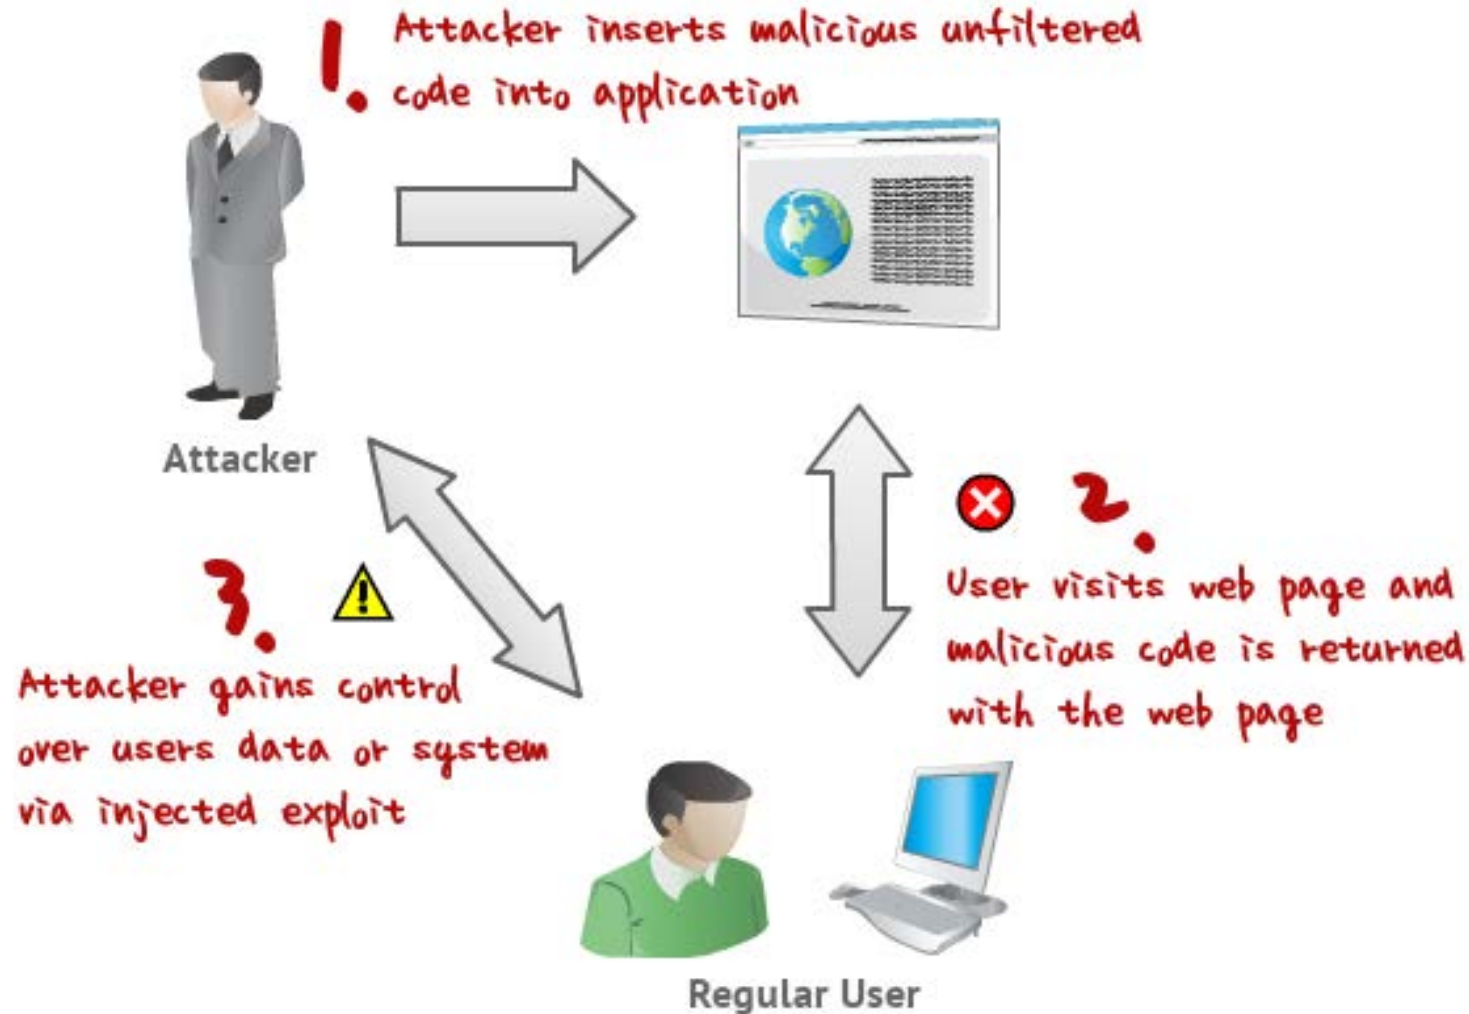 1.
Attacker inserts malicious unfiltered
code into application
Attacker
2.
User visits web page and
malicious code is returned
with the web page
3.
Attacker gains control
over users data or system
via injected exploit
Regular User